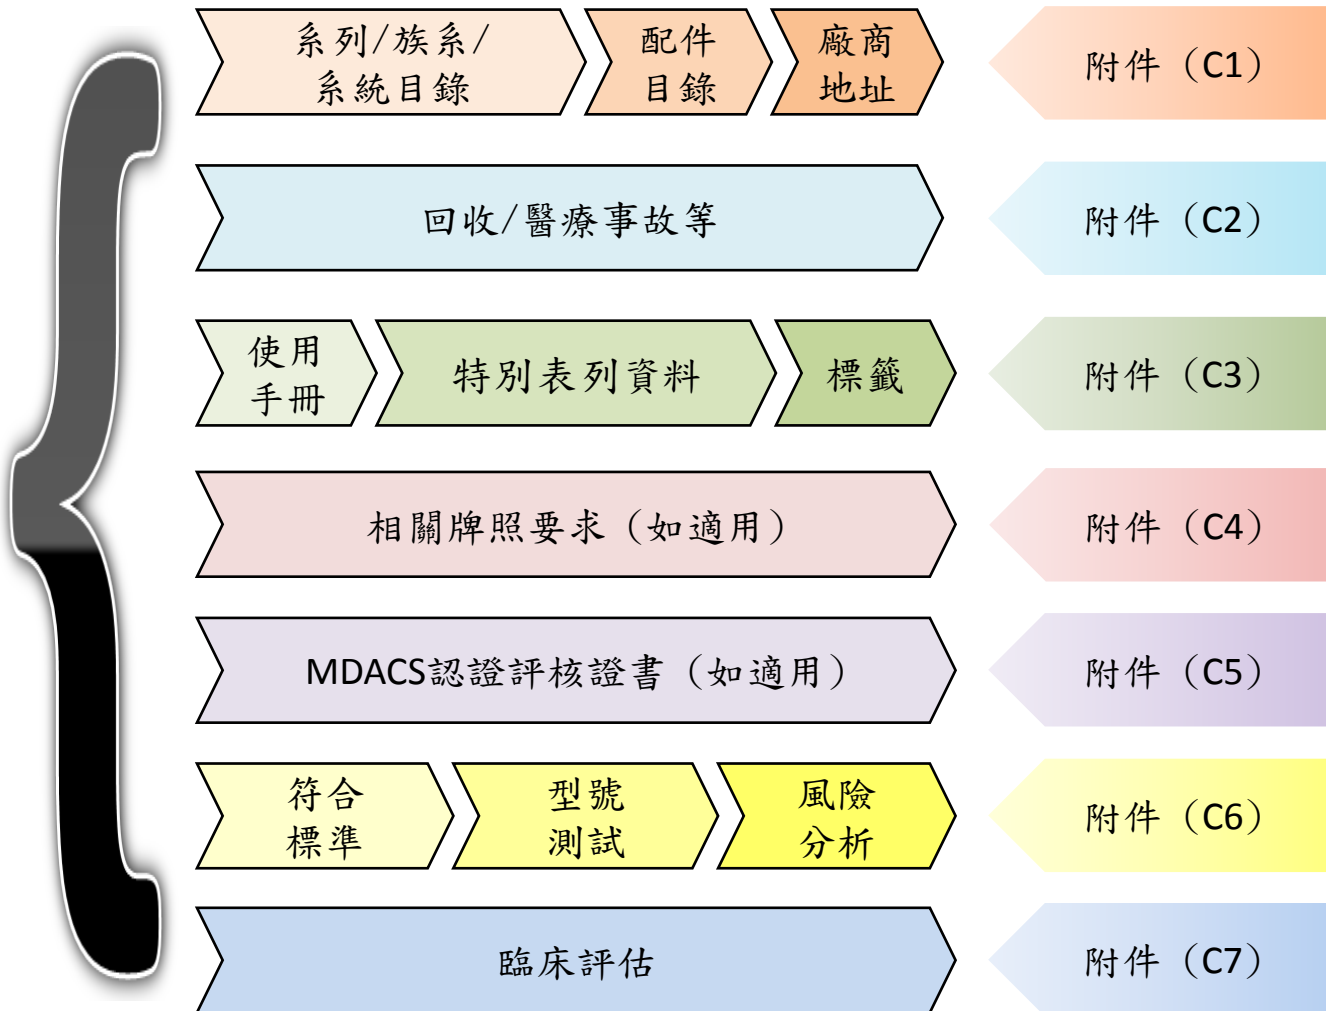 系列/族系/
系統目錄
配件
目錄
廠商
地址
附件（C1）
回收/醫療事故等
附件（C2）
使用
手冊
特別表列資料
標籤
附件（C3）
相關牌照要求（如適用）
附件（C4）
MDACS認證評核證書（如適用）
附件（C5）
符合
標準
型號
測試
風險
分析
附件（C6）
臨床評估
附件（C7）